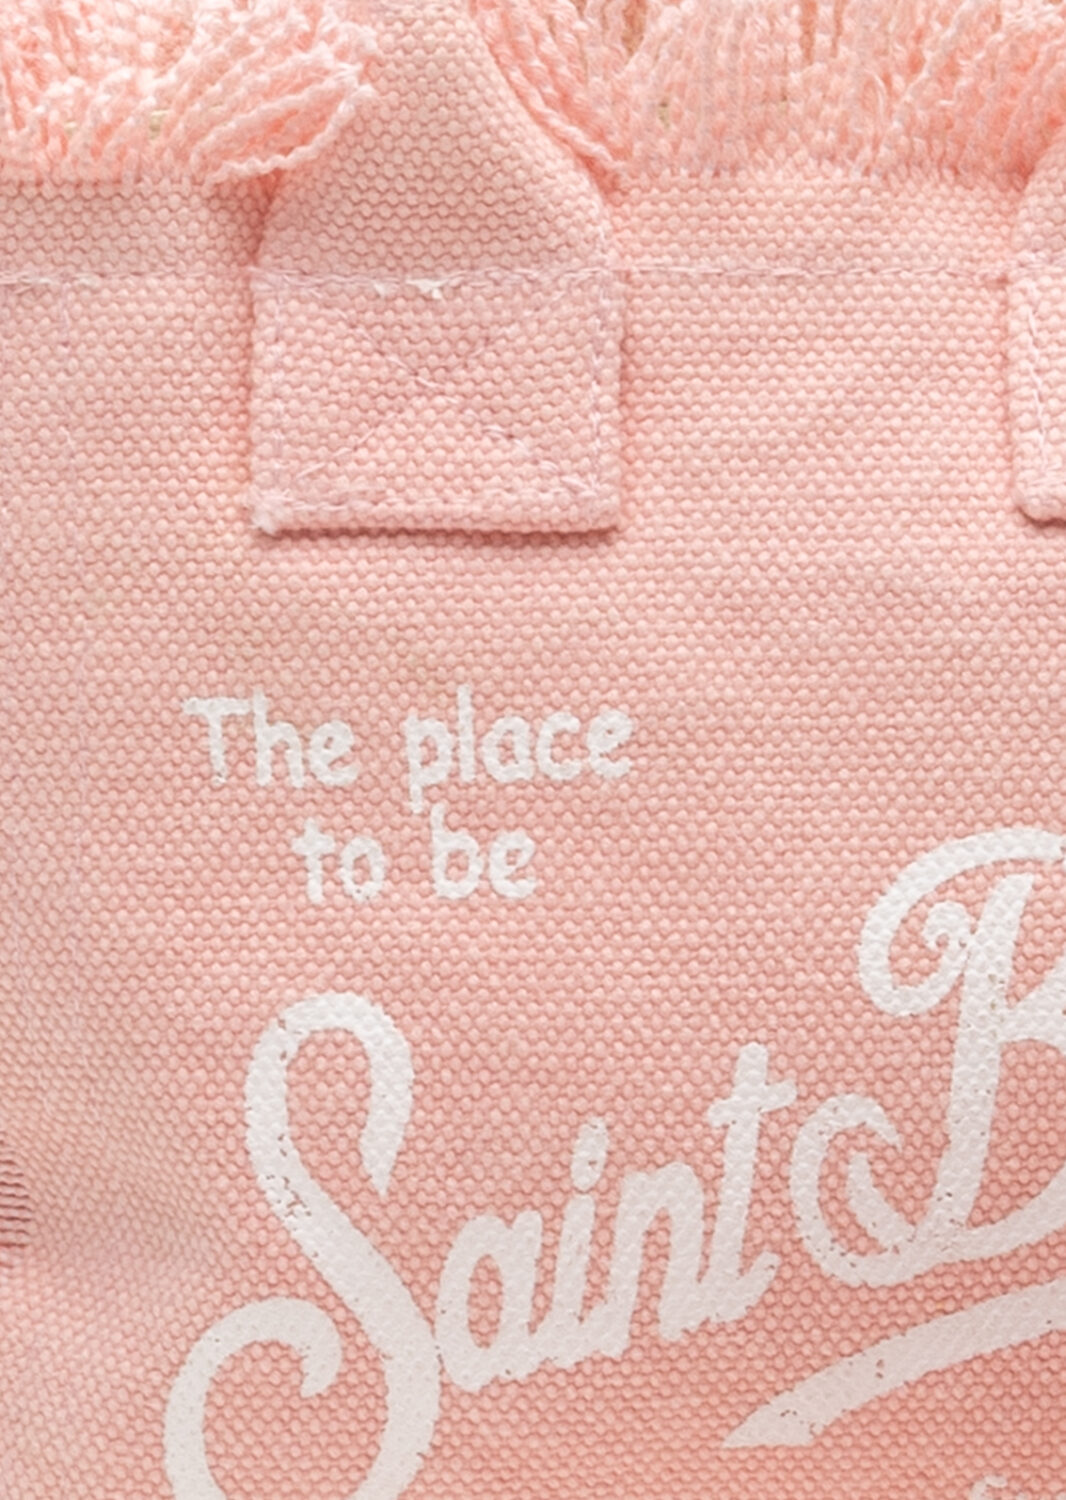 The place
to be
Saint B